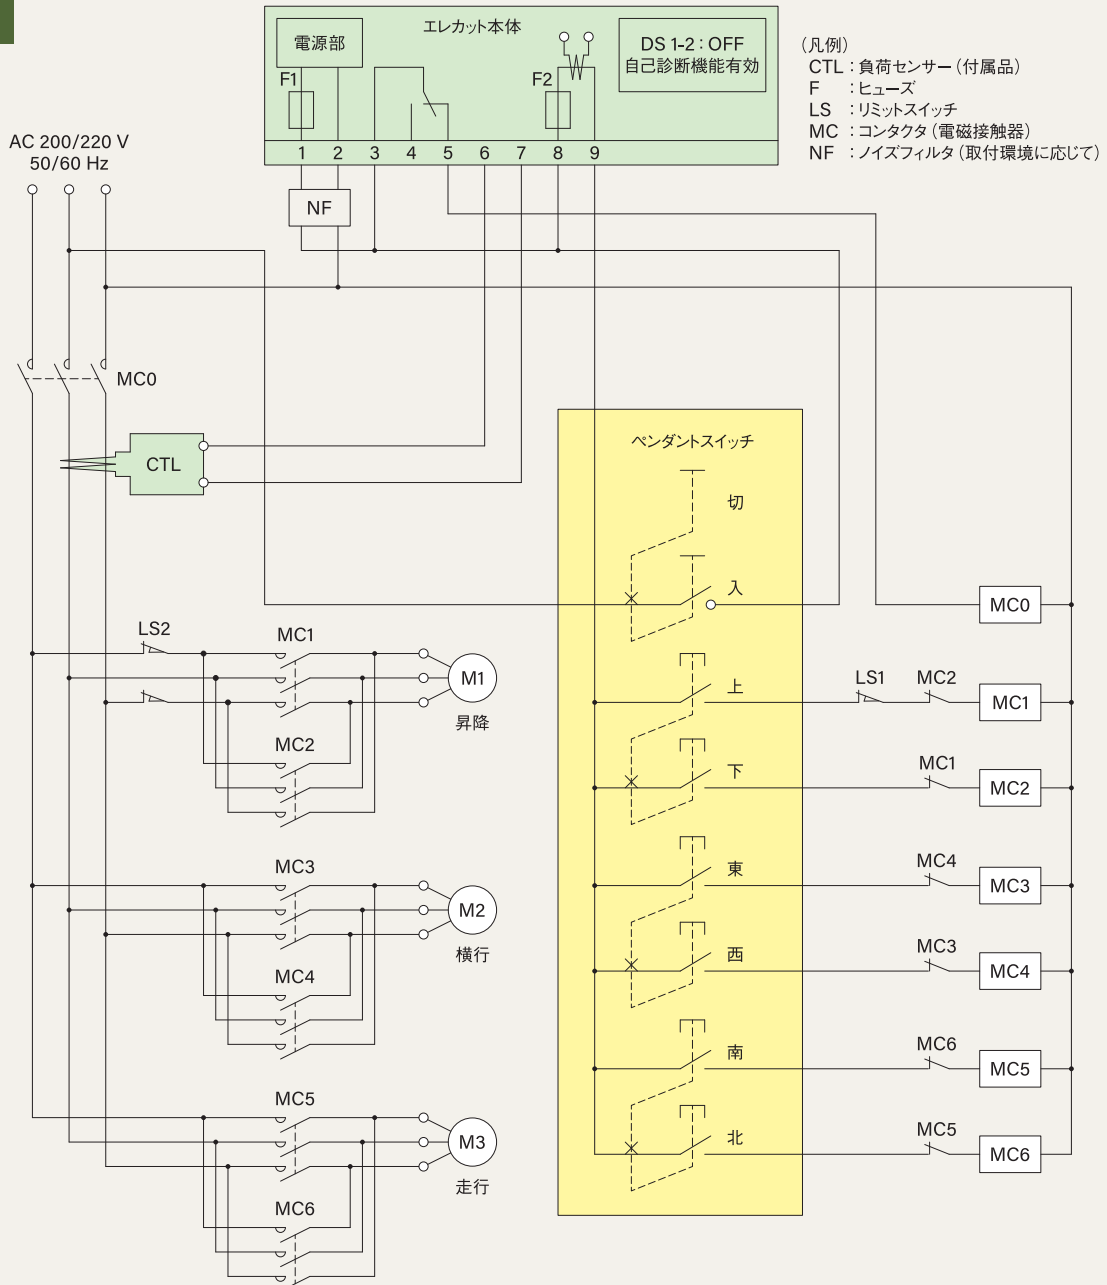 エレカット本体
電源部
DS 1-2：OFF
自己診断機能有効
F1
F2
1 2 3 4 5 6 7 8 9
（凡例）
CTL：負荷センサー（付属品）
F ：ヒューズ
LS ：リミットスイッチ
MC ：コンタクタ（電磁接触器）
NF ：ノイズフィルタ（取付環境に応じて）
AC 200/220 V
50/60 Hz
NF
MC0
CTL
ペンダントスイッチ
切
入
MC0
LS2
MC1
M1
昇降
MC2
上
LS1
MC2
MC1
下
MC1
MC2
MC3
M2
横行
MC4
東
MC4
MC3
西
MC3
MC4
MC5
M3
走行
MC6
南
MC6
MC5
北
MC5
MC6